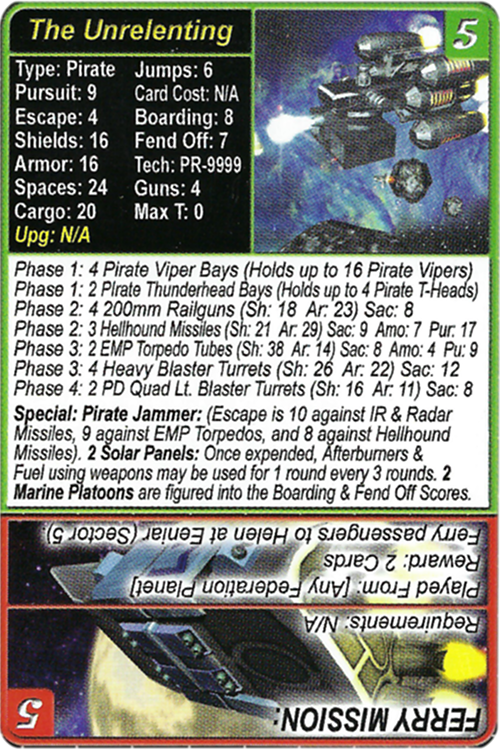 The Unrelenting
5
Type: Pirate Jumps: 6
Pursuit: 9 Card Cost: N/A
Escape: 4 Boarding: 8
Shields: 16 Fend Off: 7
Armor: 16 Tech: PR-9999
Spaces: 24 Guns: 4
Cargo: 20 Max T: 0
Upg: N/A
Phase 1: 4 Pirate Viper Bays (Holds up to 16 Pirate Vipers)
Phase 1: 2 PIrate Thunderhead Bays (Holds up to 4 Pirate T-Heads)
Phase 2: 4 200mm Railguns (Sh: 18 Ar: 23) Sac: 8
Phase 2: 3 Hellhound Missiles (Sh: 21 Ar: 29) Sac: 9 Amo: 7 Pur: 17
Phase 3: 2 EMP Torpedo Tubes (Sh: 38 Ar: 14) Sac: 8 Amo: 4 Pu: 9
Phase 3: 4 Heavy Blaster Turrets (Sh: 26 Ar: 22) Sac: 12
Phase 4: 2 PD Quad Lt. Blaster Turrets (Sh: 16 Ar: 11) Sac: 8
Special: Pirate Jammer: (Escape is 10 against IR & Radar
Missiles, 9 against EMP Torpedos, and 8 against Hellhound
Missiles). 2 Solar Panels: Once expended, Afterburners &
Fuel using weapons may be used for 1 round every 3 rounds. 2
Marine Platoons are figured into the Boarding & Fend Off Scores.
FERRY MISSION:
5
Requirements: N/A
Played From: [Any Federation Planet]
Reward: 2 Cards
Ferry passengers to Helen at Eeniar (Sector 5)